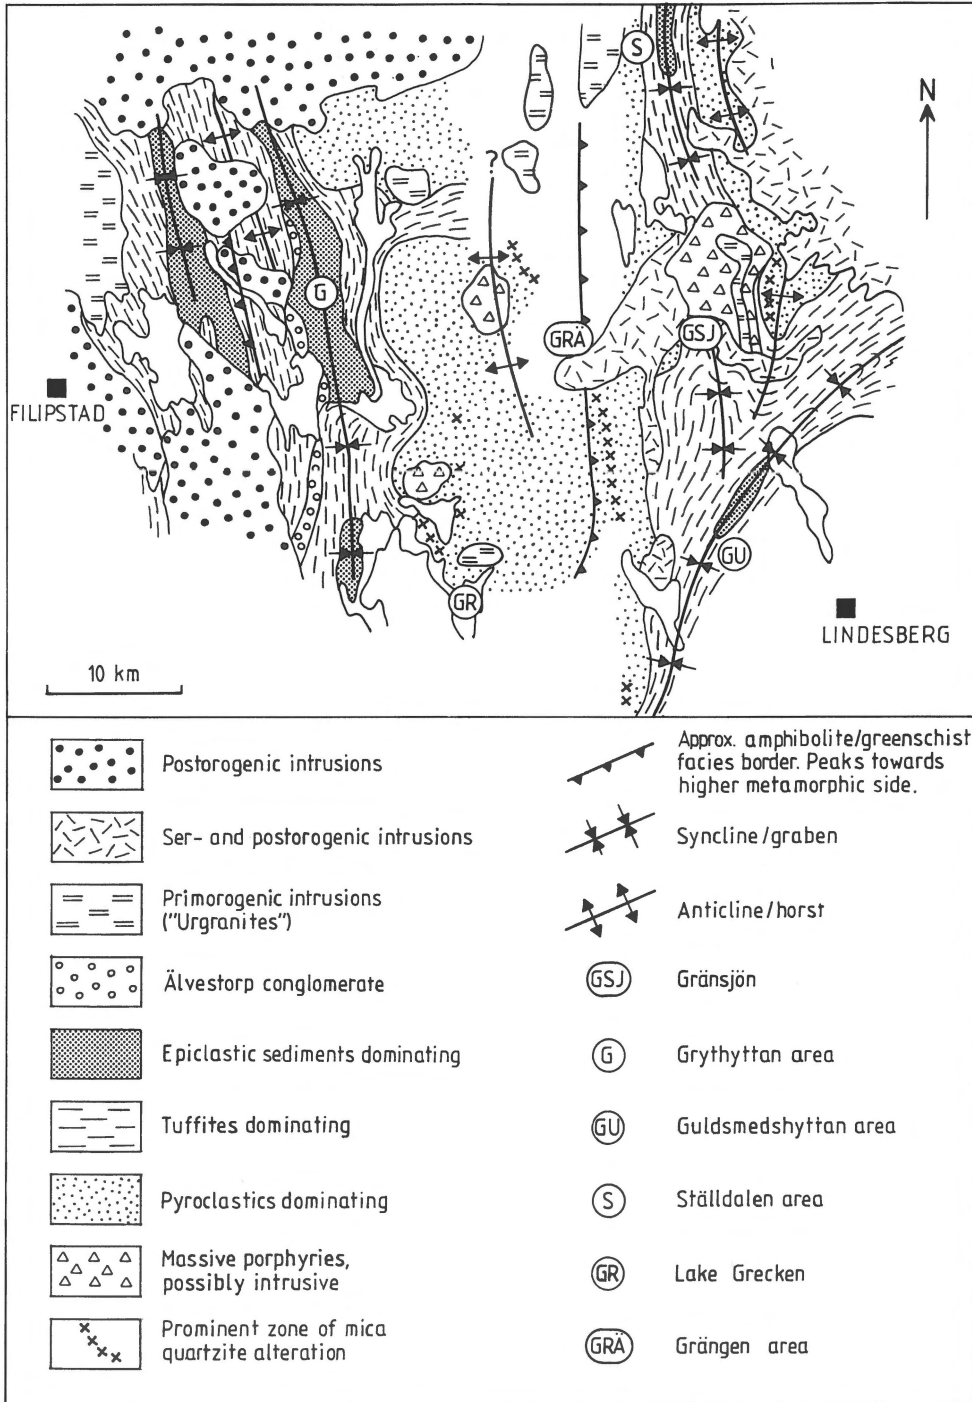 S
N
?
G
GRÄ
GSJ
FILIPSTAD
GU
GR
LINDESBERG
10 km
Postorogenic intrusions
Ser- and postorogenic intrusions
Primorogenic intrusions
("Urgranites")
Älvestorp conglomerate
Epiclastic sediments dominating
Tuffites dominating
Pyroclastics dominating
Massive porphyries,
possibly intrusive
Prominent zone of mica
quartzite alteration
Approx. amphibolite/greenschist
facies border. Peaks towards
higher metamorphic side.
Syncline/graben
Anticline/horst
GSJ Gränsjön
G Grythyttan area
GU Guldsmedshyttan area
S Ställdalen area
GR Lake Grecken
GRÄ Grängen area